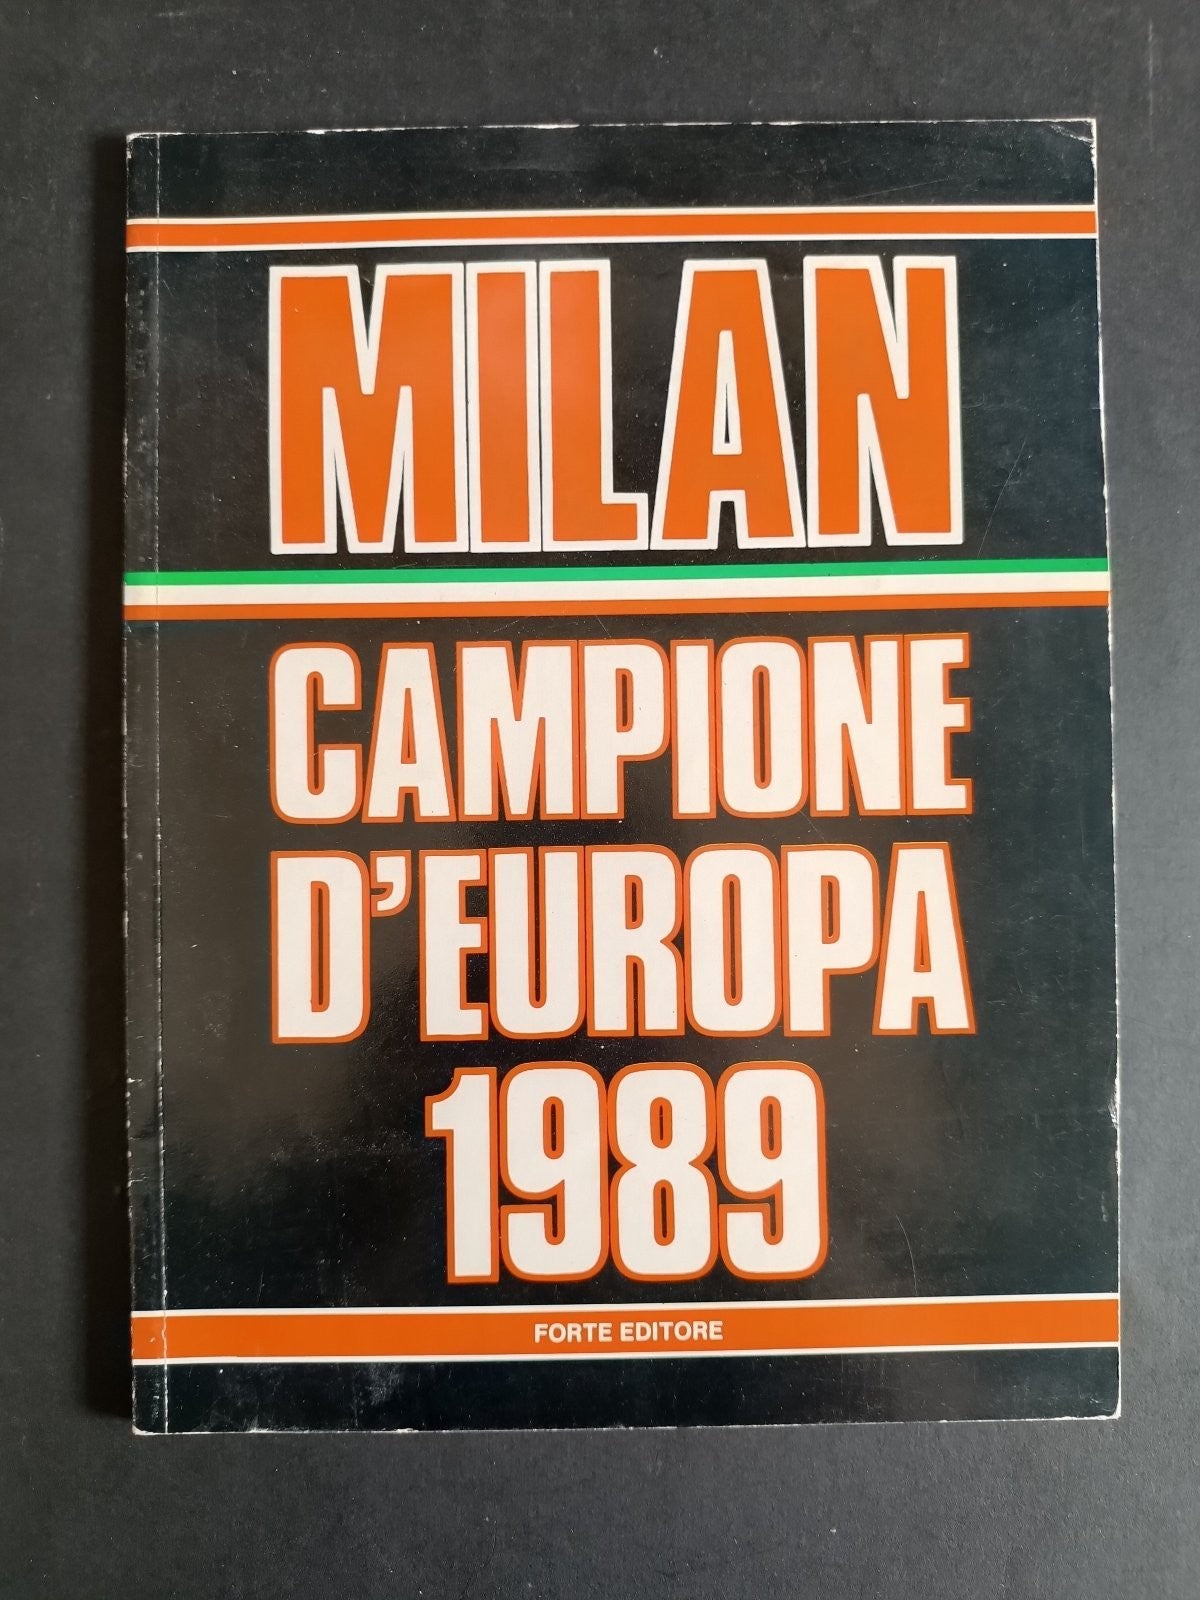 MILAN
CAMPIONE
D'EUROPA
1989
FORTE EDITORE